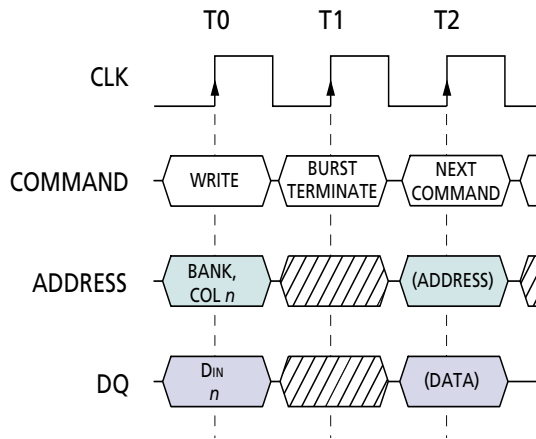 T0 T1 T2
CLK
COMMAND WRITE BURST TERMINATE NEXT COMMAND
ADDRESS BANK, COL n (ADDRESS)
DQ DIN n (DATA)